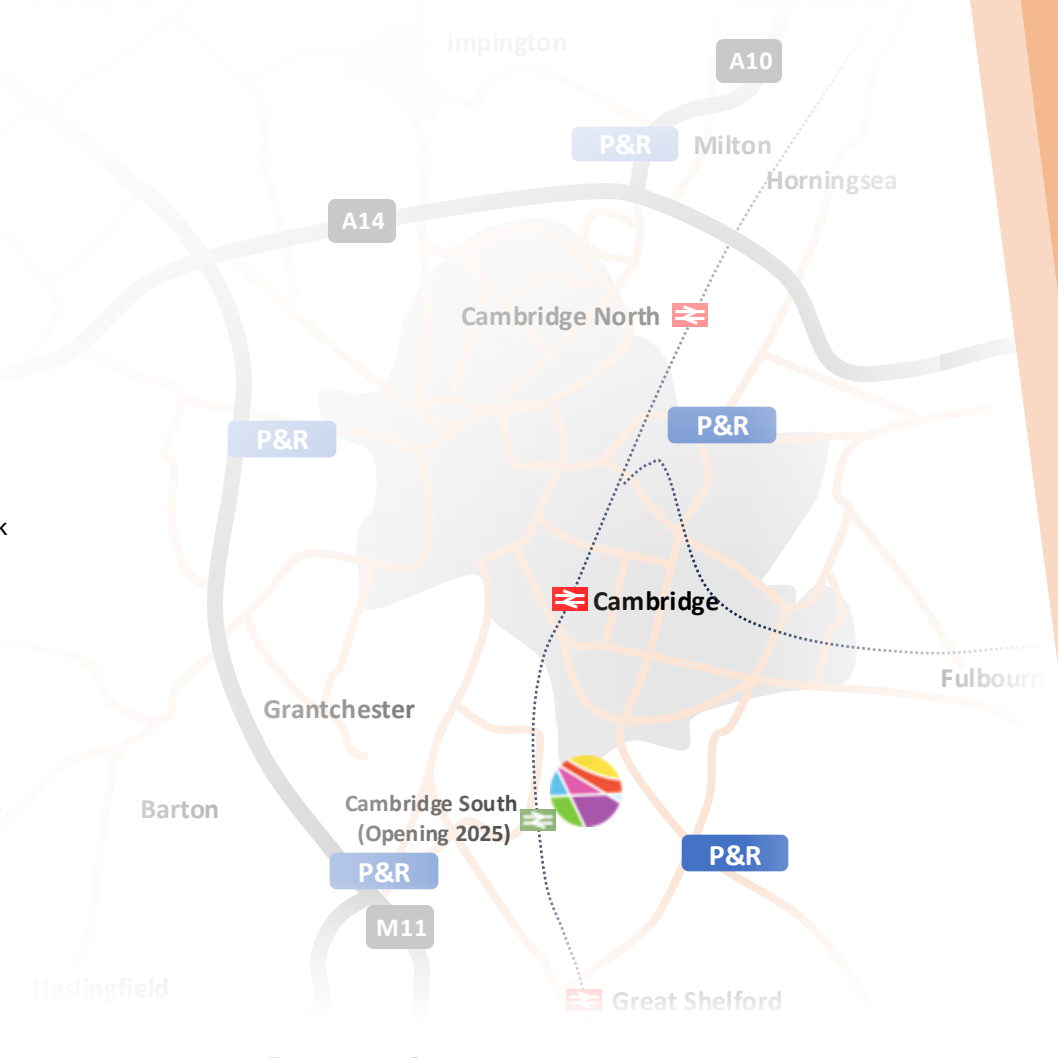 Impington
A10
P&R
Milton
Horningsea
A14
Cambridge North
P&R
P&R
k
Cambridge
Fulbourn
Grantchester
Cambridge South
(Opening 2025)
Barton
P&R
P&R
M11
Haslingfield
Great Shelford